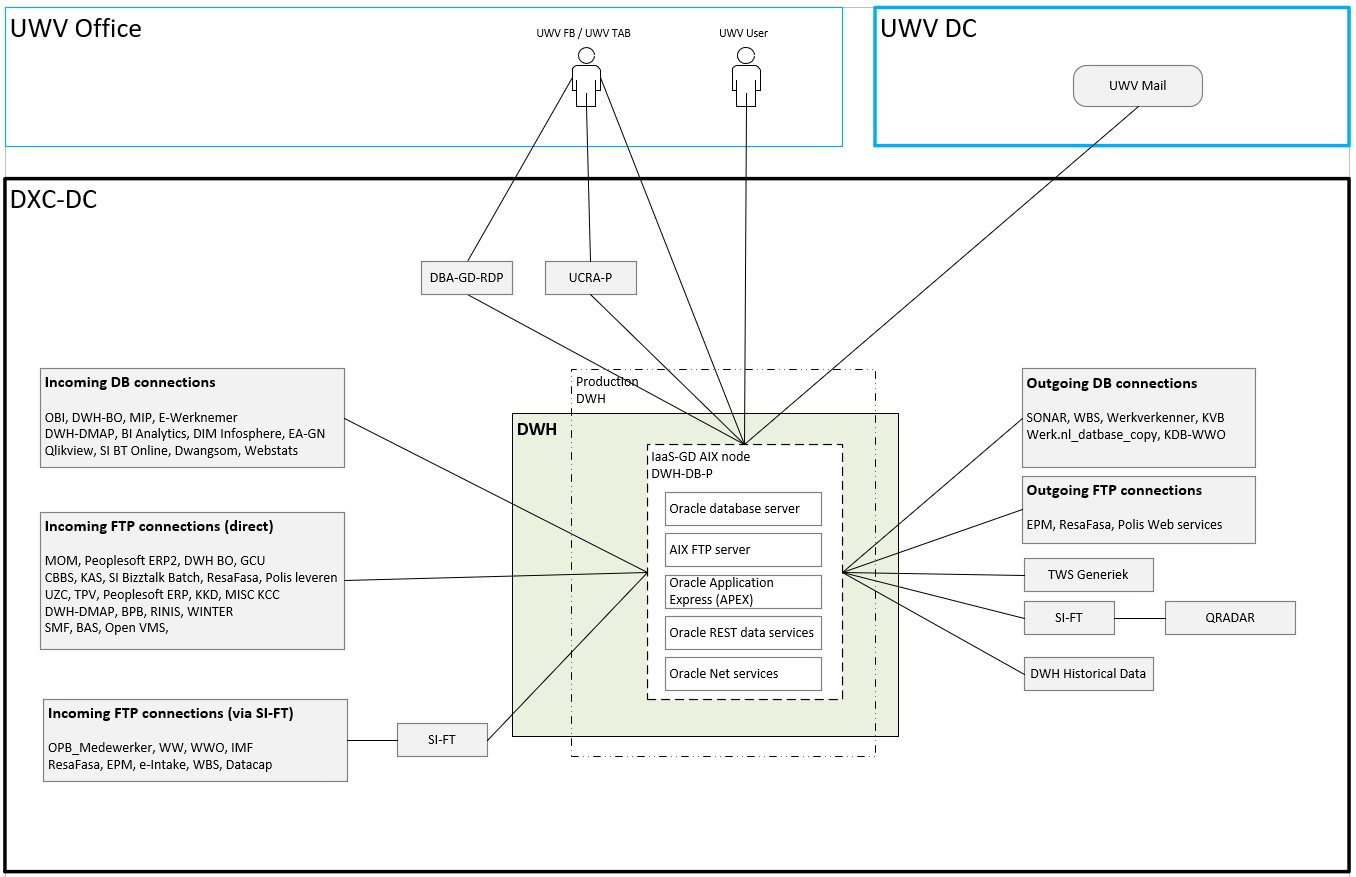 UWV Office
UWV FB / UWV TAB
UWV User
UWV DC
UWV Mail
DXC-DC
DBA-GD-RDP
UCRA-P
Incoming DB connections
OBI, DWH-BO, MIP, E-Werknemer
DWH-DMAP, BI Analytics, DIM Infosphere, EA-GN
Qlikview, SI BT Online, Dwangsom, Webstats
Incoming FTP connections (direct)
MOM, Peoplesoft ERP2, DWH BO, GCU
CBBS, KAS, SI Bizztalk Batch, ResaFasa, Polis leveren
UZC, TPV, Peoplesoft ERP, KKD, MISC KCC
DWH-DMAP, BPB, RINIS, WINTER
SMF, BAS, Open VMS,
Incoming FTP connections (via SI-FT)
OPB_Medewerker, WW, WWO, IMF
ResaFasa, EPM, e-Intake, WBS, Datacap
SI-FT
Production
DWH
DWH
IaaS-GD AIX node
DWH-DB-P
Oracle database server
AIX FTP server
Oracle Application
Express (APEX)
Oracle REST data services
Oracle Net services
Outgoing DB connections
SONAR, WBS, Werkverkenner, KVB
Werk.nl_datbase_copy, KDB-WWO
Outgoing FTP connections
EPM, ResaFasa, Polis Web services
TWS Generiek
SI-FT
QRADAR
DWH Historical Data